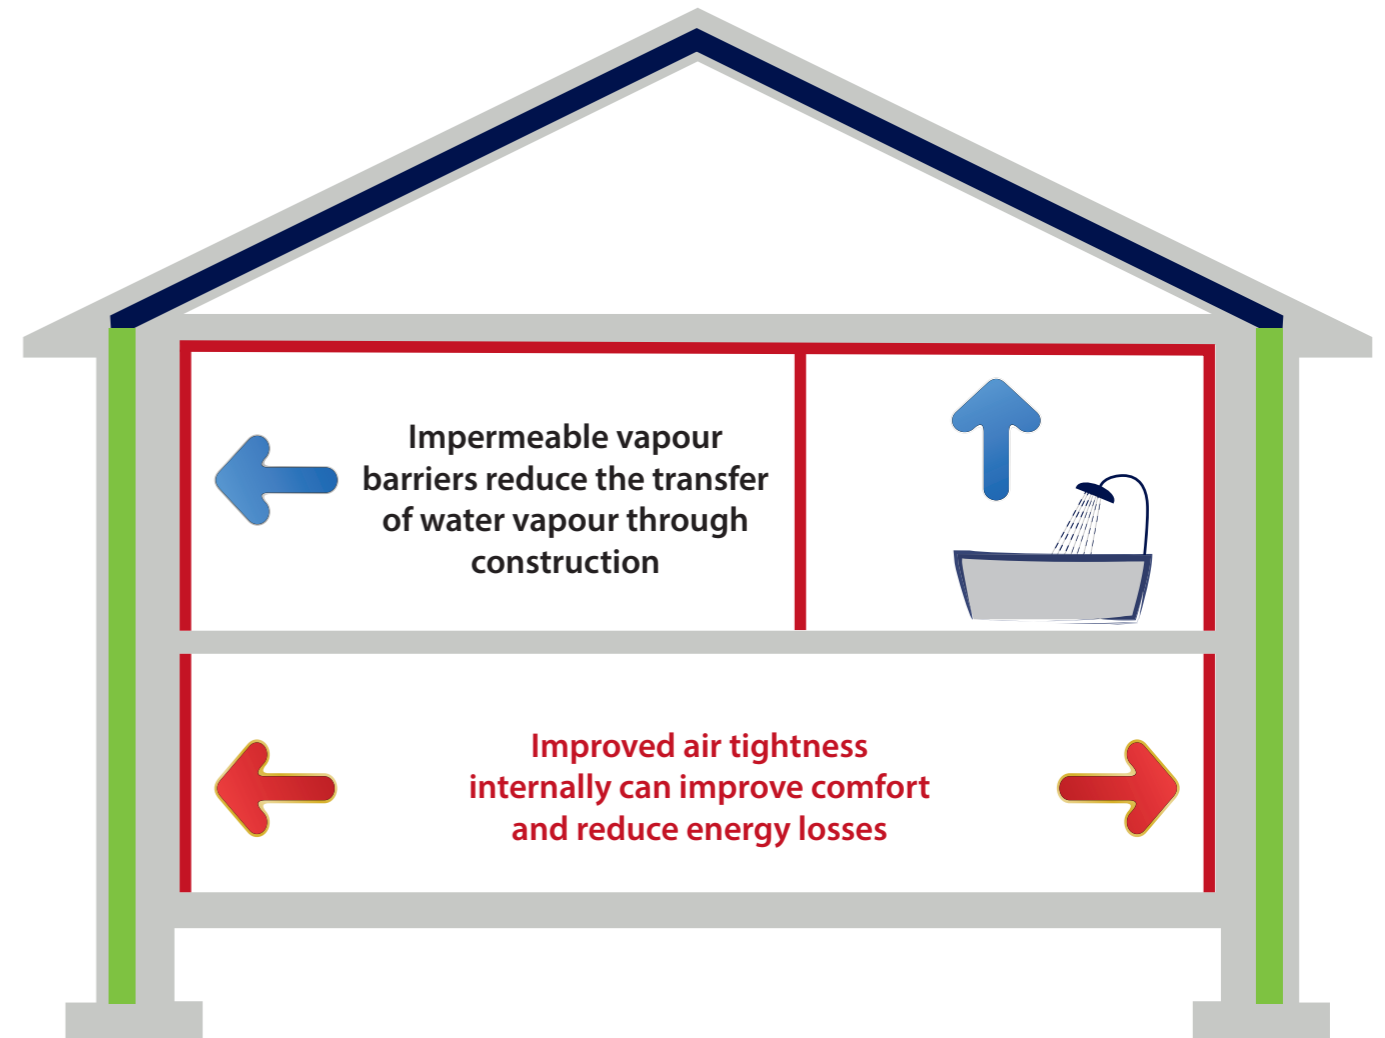 Impermeable vapour
barriers reduce the transfer
of water vapour through
construction
Improved air tightness
internally can improve comfort
and reduce energy losses